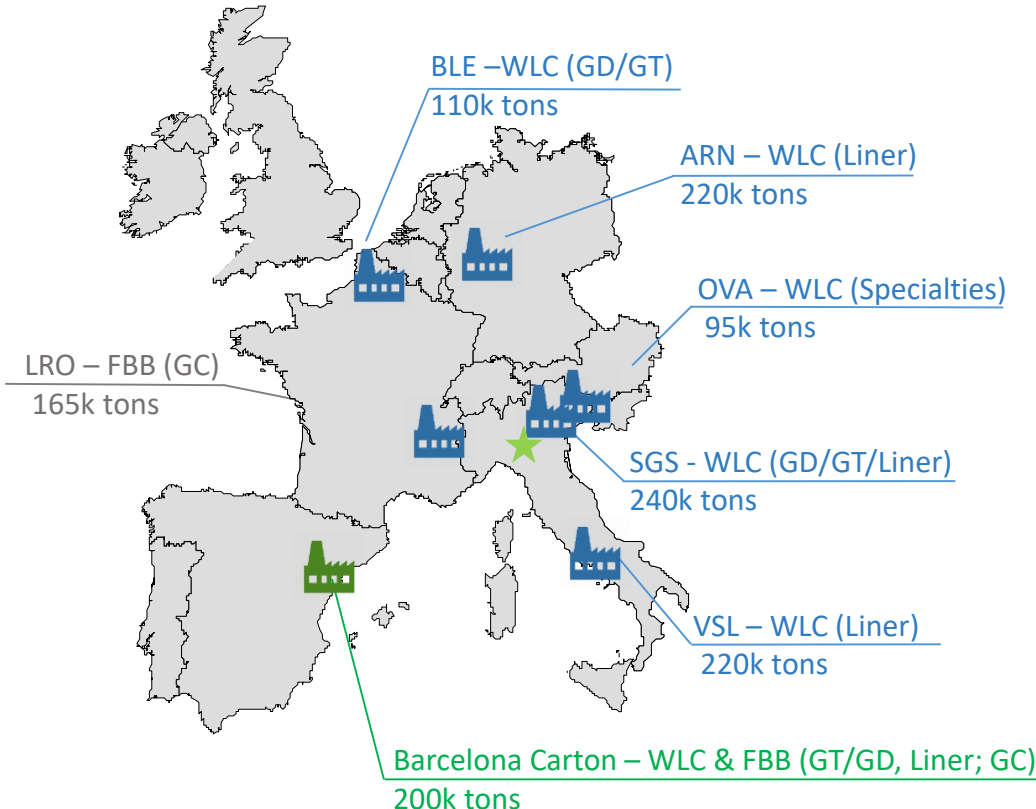 BLE –WLC (GD/GT)
110k tons
ARN – WLC (Liner)
220k tons
OVA – WLC (Specialties)
95k tons
LRO – FBB (GC)
165k tons
SGS - WLC (GD/GT/Liner)
240k tons
VSL – WLC (Liner)
220k tons
Barcelona Carton – WLC & FBB (GT/GD, Liner; GC)
200k tons